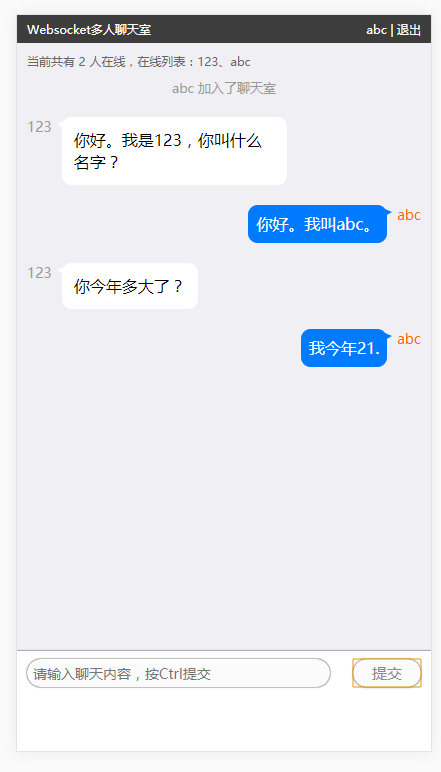 Websocket多人聊天室 abc | 退出
当前共有 2 人在线，在线列表：123、abc
abc 加入了聊天室
123
你好。我是123，你叫什么
名字？
你好。我叫abc。
abc
123
你今年多大了？
我今年21.
abc
请输入聊天内容，按Ctrl提交 提交